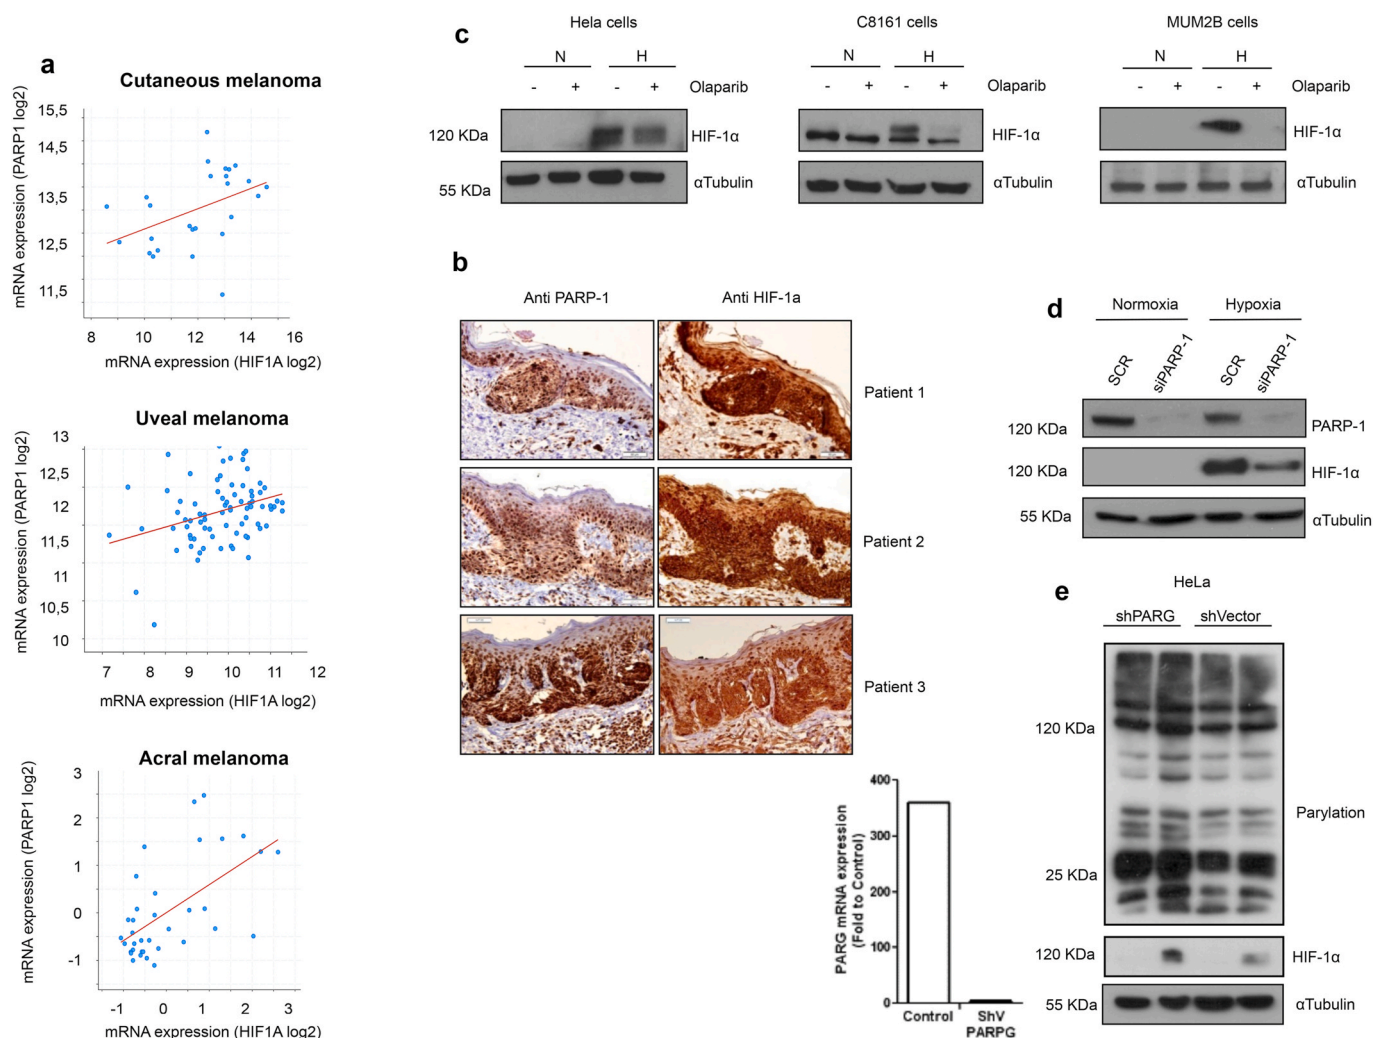 a
Cutaneous melanoma
mRNA expression (PARP1 log2)
15,5
14,5
13,5
12,5
11,5
8 10 12 14 16
mRNA expression (HIF1A log2)
Uveal melanoma
mRNA expression (PARP1 log2)
13
12,5
12
11,5
11
10,5
10
7 8 9 10 11 12
mRNA expression (HIF1A log2)
Acral melanoma
mRNA expression (PARP1 log2)
3
2
1
0
-1
-1 0 1 2 3
mRNA expression (HIF1A log2)
c
Hela cells
N H
- + - + Olaparib
120 KDa HIF-1α
55 KDa αTubulin
C8161 cells
N H
- + - + Olaparib
HIF-1α
αTubulin
MUM2B cells
N H
- + - + Olaparib
HIF-1α
αTubulin
b
Anti PARP-1 Anti HIF-1a
Patient 1
Patient 2
Patient 3
d
Normoxia Hypoxia
SCR siPARP-1 SCR siPARP-1
120 KDa PARP-1
120 KDa HIF-1α
55 KDa αTubulin
PARG mRNA expression
(Fold to Control)
400
300
200
100
0
Control ShV
PARPG
e
HeLa
shPARG shVector
120 KDa
Parylation
25 KDa
120 KDa HIF-1α
55 KDa αTubulin